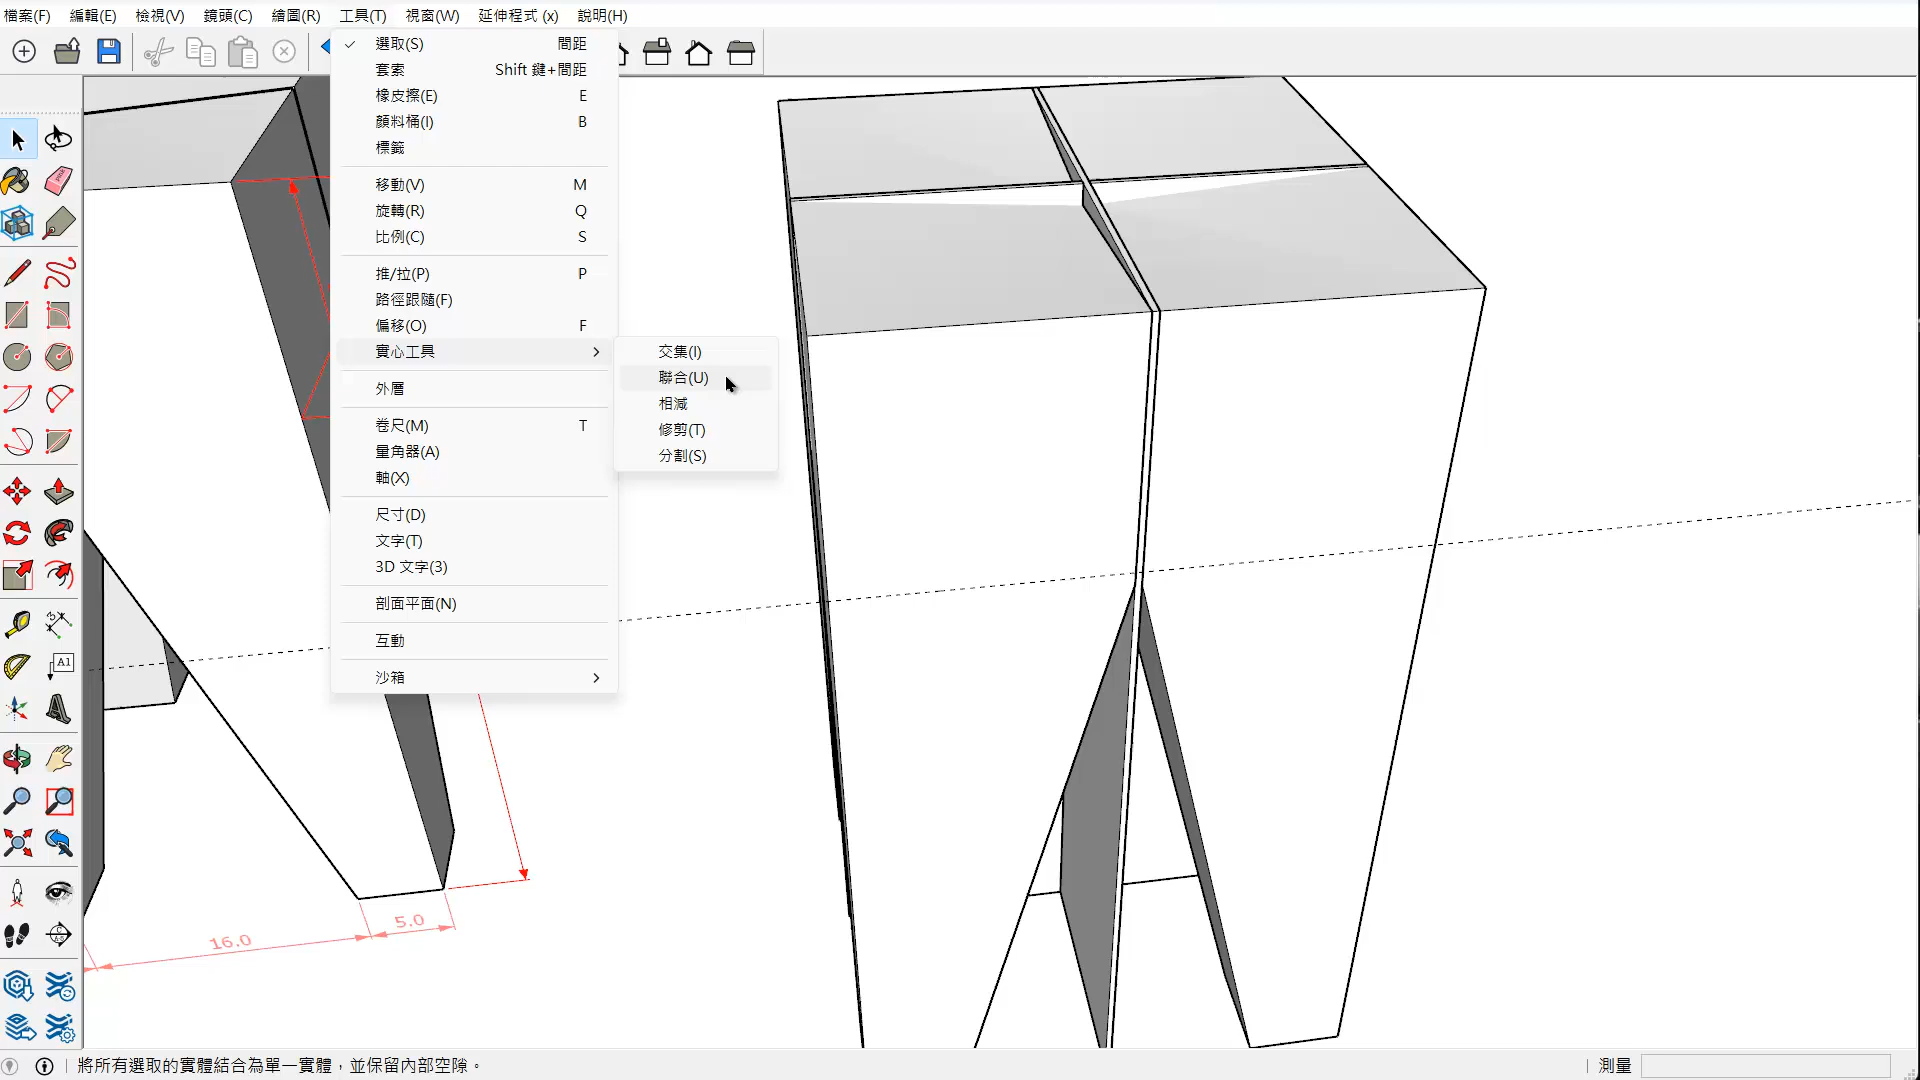 檔案(F) 編輯(E) 檢視(V) 鏡頭(C) 繪圖(R) 工具(T) 視窗(W) 延伸程式 (x) 說明(H)
選取(S) 間距
套索 Shift 鍵+間距
橡皮擦(E) E
顏料桶(I) B
標籤
移動(V) M
旋轉(R) Q
比例(C) S
推/拉(P) P
路徑跟隨(F)
偏移(O) F
實心工具
交集(I)
聯合(U)
相減
修剪(T)
分割(S)
外層
卷尺(M) T
量角器(A)
軸(X)
尺寸(D)
文字(T)
3D 文字(3)
剖面平面(N)
互動
沙箱
A1
16.0
5.0
將所有選取的實體結合為單一實體，並保留內部空隙。
測量